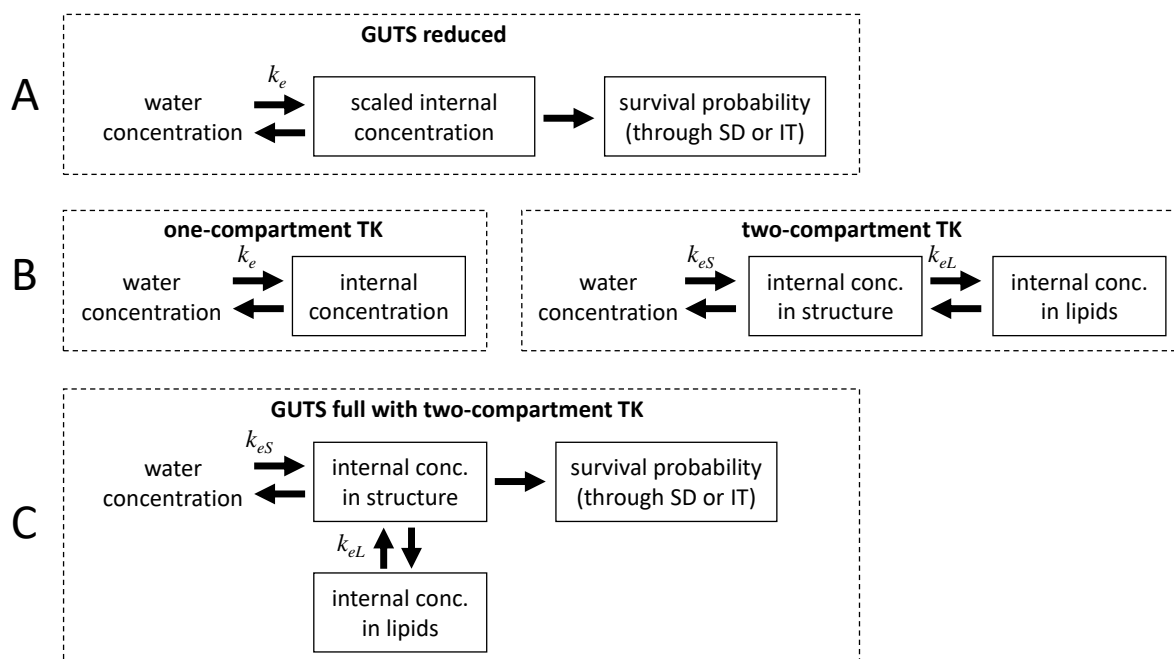 A
GUTS reduced
water
concentration
k_e
scaled internal
concentration
survival probability
(through SD or IT)
B
one-compartment TK
water
concentration
k_e
internal
concentration
two-compartment TK
water
concentration
k_eS
internal conc.
in structure
k_eL
internal conc.
in lipids
C
GUTS full with two-compartment TK
water
concentration
k_eS
internal conc.
in structure
survival probability
(through SD or IT)
k_eL
internal conc.
in lipids